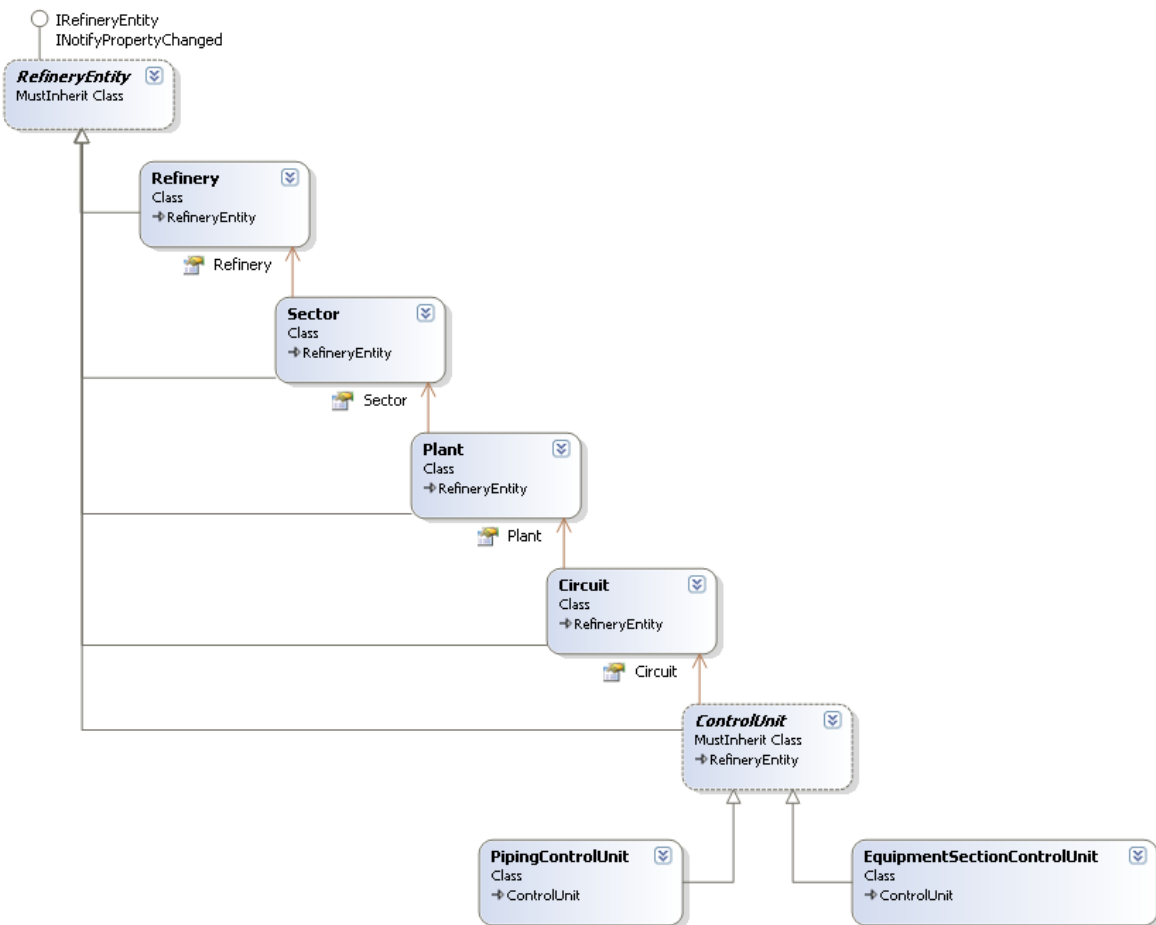 IRefineryEntity
INotifyPropertyChanged
RefineryEntity
MustInherit Class
Refinery
Class
RefineryEntity
Refinery
Sector
Class
RefineryEntity
Sector
Plant
Class
RefineryEntity
Plant
Circuit
Class
RefineryEntity
Circuit
ControlUnit
MustInherit Class
RefineryEntity
PipingControlUnit
Class
ControlUnit
EquipmentSectionControlUnit
Class
ControlUnit